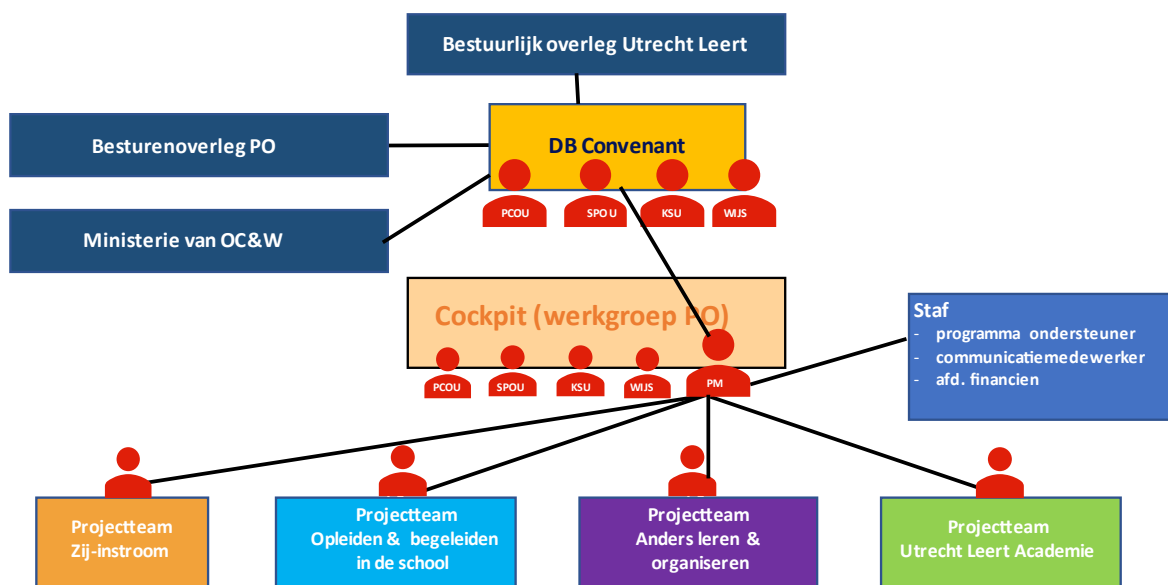 Bestuurlijk overleg Utrecht Leert
Besturenoverleg PO
DB Convenant
Ministerie van OC&W
PCOU
SPOU
KSU
WIJS
Cockpit (werkgroep PO)
PCOU
SPOU
KSU
WIJS
PM
Staf
- programma ondersteuner
- communicatiemedewerker
- afd. financien
Projectteam
Zij-instroom
Projectteam
Opleiden & begeleiden
in de school
Projectteam
Anders leren &
organiseren
Projectteam
Utrecht Leert Academie